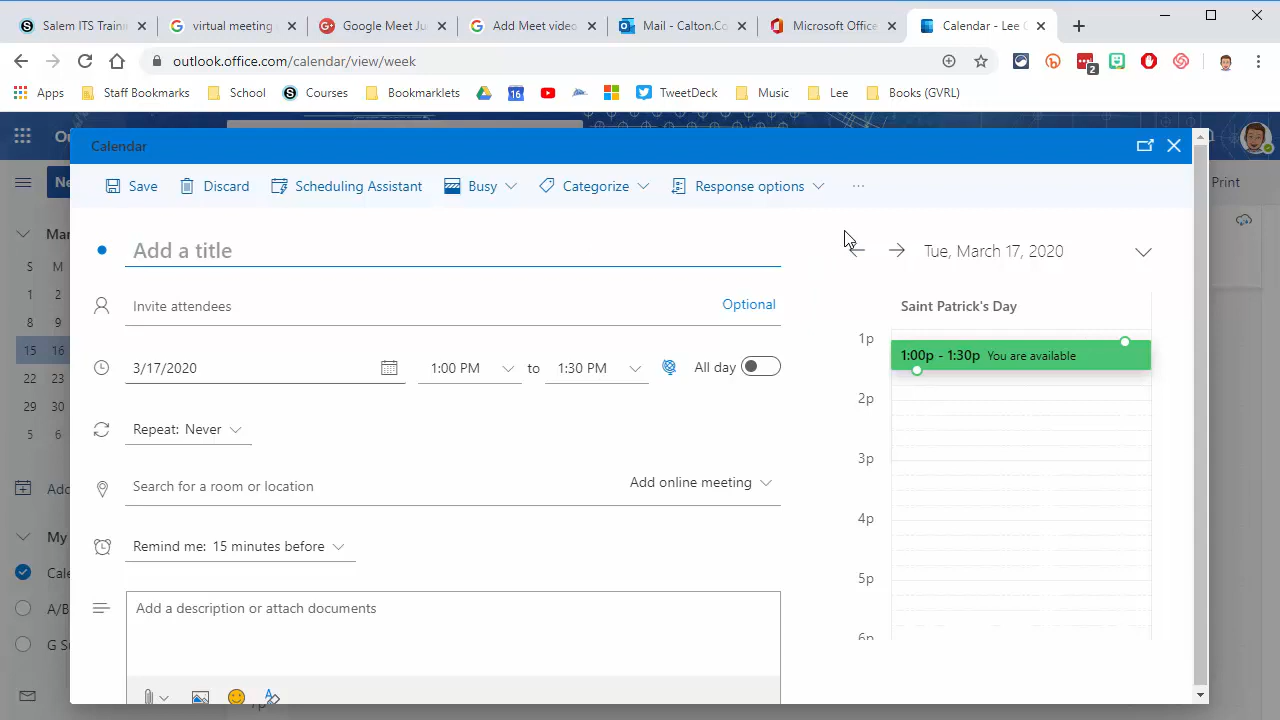 Salem ITS Traini
virtual meeting
Google Meet Ju
Add Meet video
Mail - Calton.Co
Microsoft Office
Calendar - Lee
outlook.office.com/calendar/view/week
2
Apps
Staff Bookmarks
School
Courses
Bookmarklets
16
TweetDeck
Music
Lee
Books (GVRL)
Calendar
Save
Discard
Scheduling Assistant
Busy
Categorize
Response options
...
Print
Add a title
Tue, March 17, 2020
S M
1 2
8 9
15 16
22 23
29 30
5 6
Invite attendees
Optional
Saint Patrick's Day
1p
1:00p - 1:30p You are available
3/17/2020
1:00 PM
to
1:30 PM
All day
2p
Repeat: Never
3p
Search for a room or location
Add online meeting
4p
Remind me: 15 minutes before
My
5p
A/B
Add a description or attach documents
6p